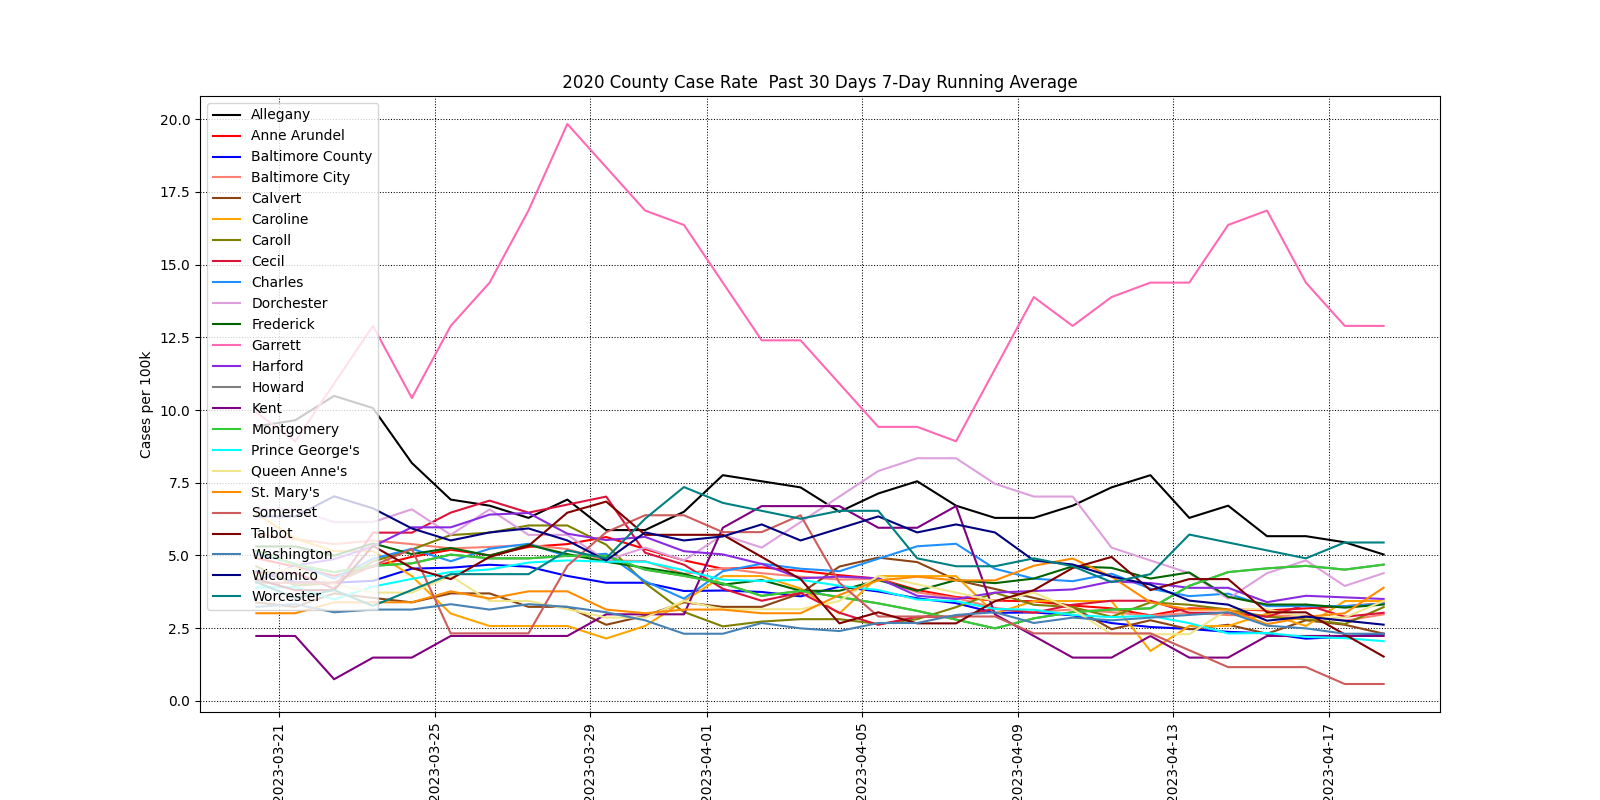 2020 County Case Rate  Past 30 Days 7-Day Running Average
Cases per 100k
20.0
17.5
15.0
12.5
10.0
7.5
5.0
2.5
0.0
Allegany
Anne Arundel
Baltimore County
Baltimore City
Calvert
Caroline
Caroll
Cecil
Charles
Dorchester
Frederick
Garrett
Harford
Howard
Kent
Montgomery
Prince George's
Queen Anne's
St. Mary's
Somerset
Talbot
Washington
Wicomico
Worcester
2023-03-21
2023-03-25
2023-03-29
2023-04-01
2023-04-05
2023-04-09
2023-04-13
2023-04-17